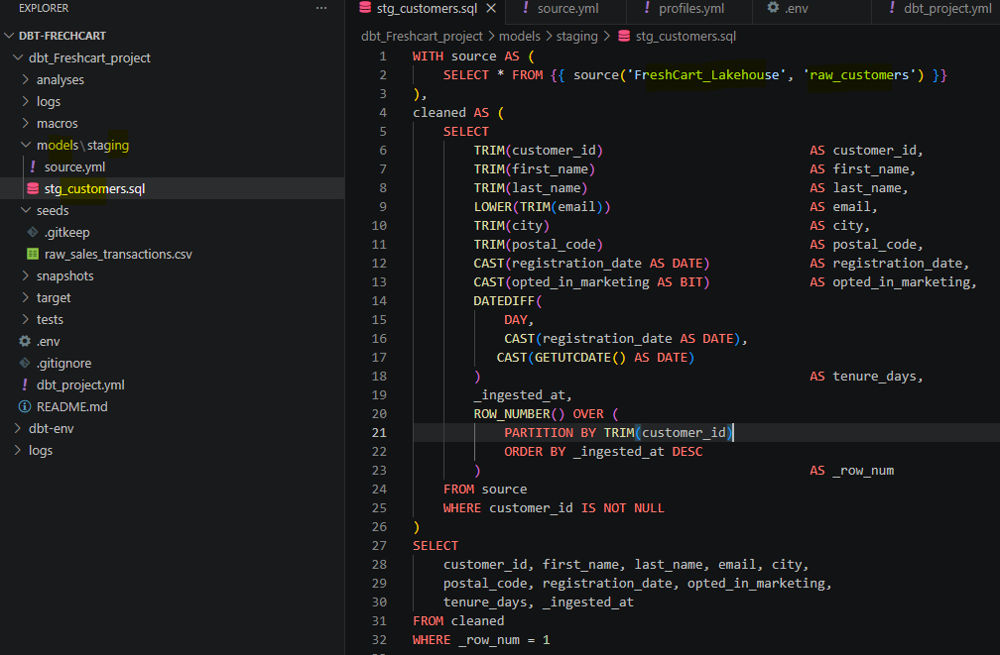 EXPLORER
···
DBT-FRECHCART
dbt_Freshcart_project
analyses
logs
macros
models\staging
! source.yml
stg_customers.sql
seeds
.gitkeep
raw_sales_transactions.csv
snapshots
target
tests
.env
.gitignore
! dbt_project.yml
README.md
dbt-env
logs
stg_customers.sql ✕ ! source.yml ! profiles.yml .env ! dbt_project.yml
dbt_Freshcart_project > models > staging > stg_customers.sql
1 WITH source AS (
2 SELECT * FROM {{ source('FreshCart_Lakehouse', 'raw_customers') }}
3 ),
4 cleaned AS (
5 SELECT
6 TRIM(customer_id) AS customer_id,
7 TRIM(first_name) AS first_name,
8 TRIM(last_name) AS last_name,
9 LOWER(TRIM(email)) AS email,
10 TRIM(city) AS city,
11 TRIM(postal_code) AS postal_code,
12 CAST(registration_date AS DATE) AS registration_date,
13 CAST(opted_in_marketing AS BIT) AS opted_in_marketing,
14 DATEDIFF(
15 DAY,
16 CAST(registration_date AS DATE),
17 CAST(GETUTCDATE() AS DATE)
18 ) AS tenure_days,
19 _ingested_at,
20 ROW_NUMBER() OVER (
21 PARTITION BY TRIM(customer_id)
22 ORDER BY _ingested_at DESC
23 ) AS _row_num
24 FROM source
25 WHERE customer_id IS NOT NULL
26 )
27 SELECT
28 customer_id, first_name, last_name, email, city,
29 postal_code, registration_date, opted_in_marketing,
30 tenure_days, _ingested_at
31 FROM cleaned
32 WHERE _row_num = 1